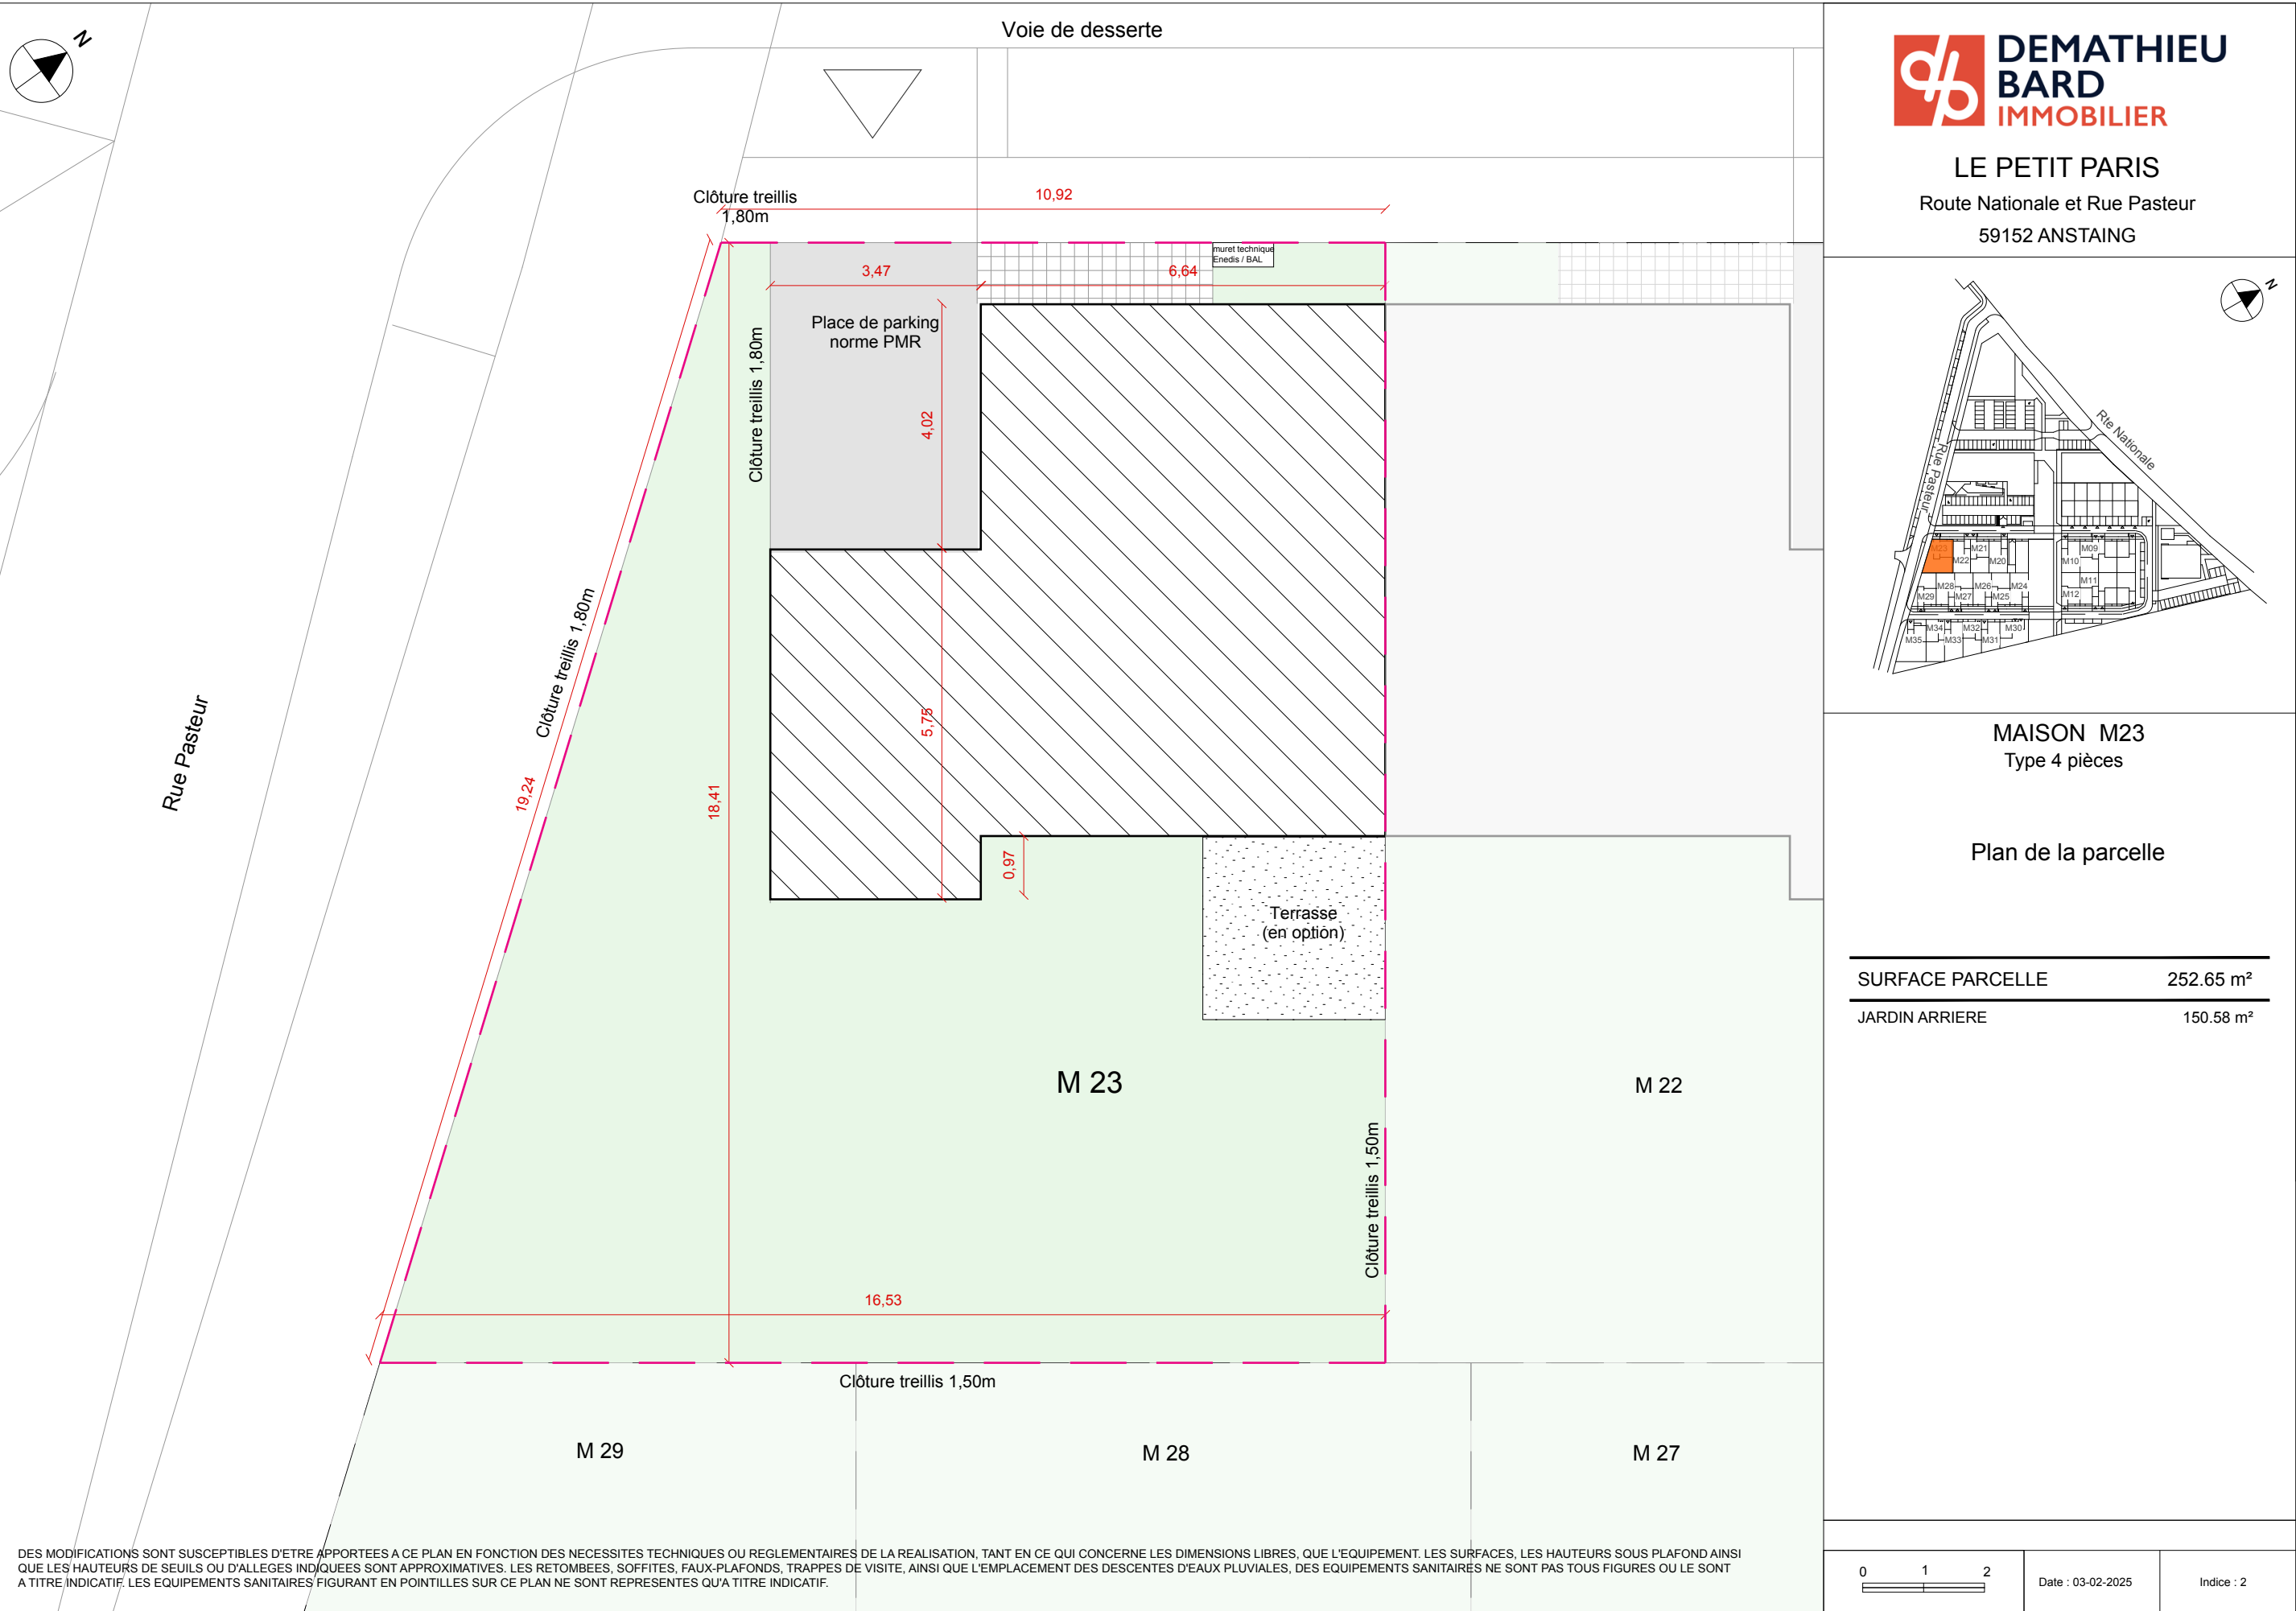 Voie de desserte
N
Clôture treillis
1,80m
10,92
muret technique
Enedis / BAL
3,47
6,64
Place de parking
norme PMR
Clôture treillis 1,80m
4,02
Clôture treillis 1,80m
5,75
Rue Pasteur
19,24
18,41
0,97
Terrasse
(en option)
M 23
M 22
Clôture treillis 1,50m
16,53
Clôture treillis 1,50m
M 29
M 28
M 27
DES MODIFICATIONS SONT SUSCEPTIBLES D'ETRE APPORTEES A CE PLAN EN FONCTION DES NECESSITES TECHNIQUES OU REGLEMENTAIRES DE LA REALISATION, TANT EN CE QUI CONCERNE LES DIMENSIONS LIBRES, QUE L'EQUIPEMENT. LES SURFACES, LES HAUTEURS SOUS PLAFOND AINSI
QUE LES HAUTEURS DE SEUILS OU D'ALLEGES INDIQUEES SONT APPROXIMATIVES. LES RETOMBEES, SOFFITES, FAUX-PLAFONDS, TRAPPES DE VISITE, AINSI QUE L'EMPLACEMENT DES DESCENTES D'EAUX PLUVIALES, DES EQUIPEMENTS SANITAIRES NE SONT PAS TOUS FIGURES OU LE SONT
A TITRE INDICATIF. LES EQUIPEMENTS SANITAIRES FIGURANT EN POINTILLES SUR CE PLAN NE SONT REPRESENTES QU'A TITRE INDICATIF.
DEMATHIEU
BARD
IMMOBILIER
LE PETIT PARIS
Route Nationale et Rue Pasteur
59152 ANSTAING
N
Rte Nationale
Rue Pasteur
M23
M21
M09
M22
M20
M10
M28
M26
M24
M11
M29
M27
M25
M12
M34
M32
M30
M35
M33
M31
MAISON M23
Type 4 pièces
Plan de la parcelle
SURFACE PARCELLE 252.65 m²
JARDIN ARRIERE 150.58 m²
0 1 2
Date : 03-02-2025
Indice : 2